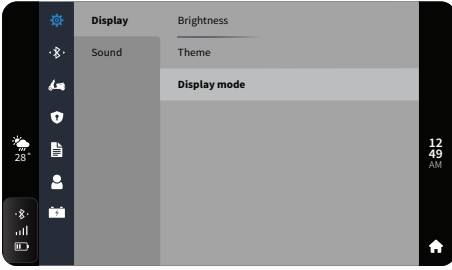 Display
Sound
Brightness
Theme
Display mode
28°
12
49
AM